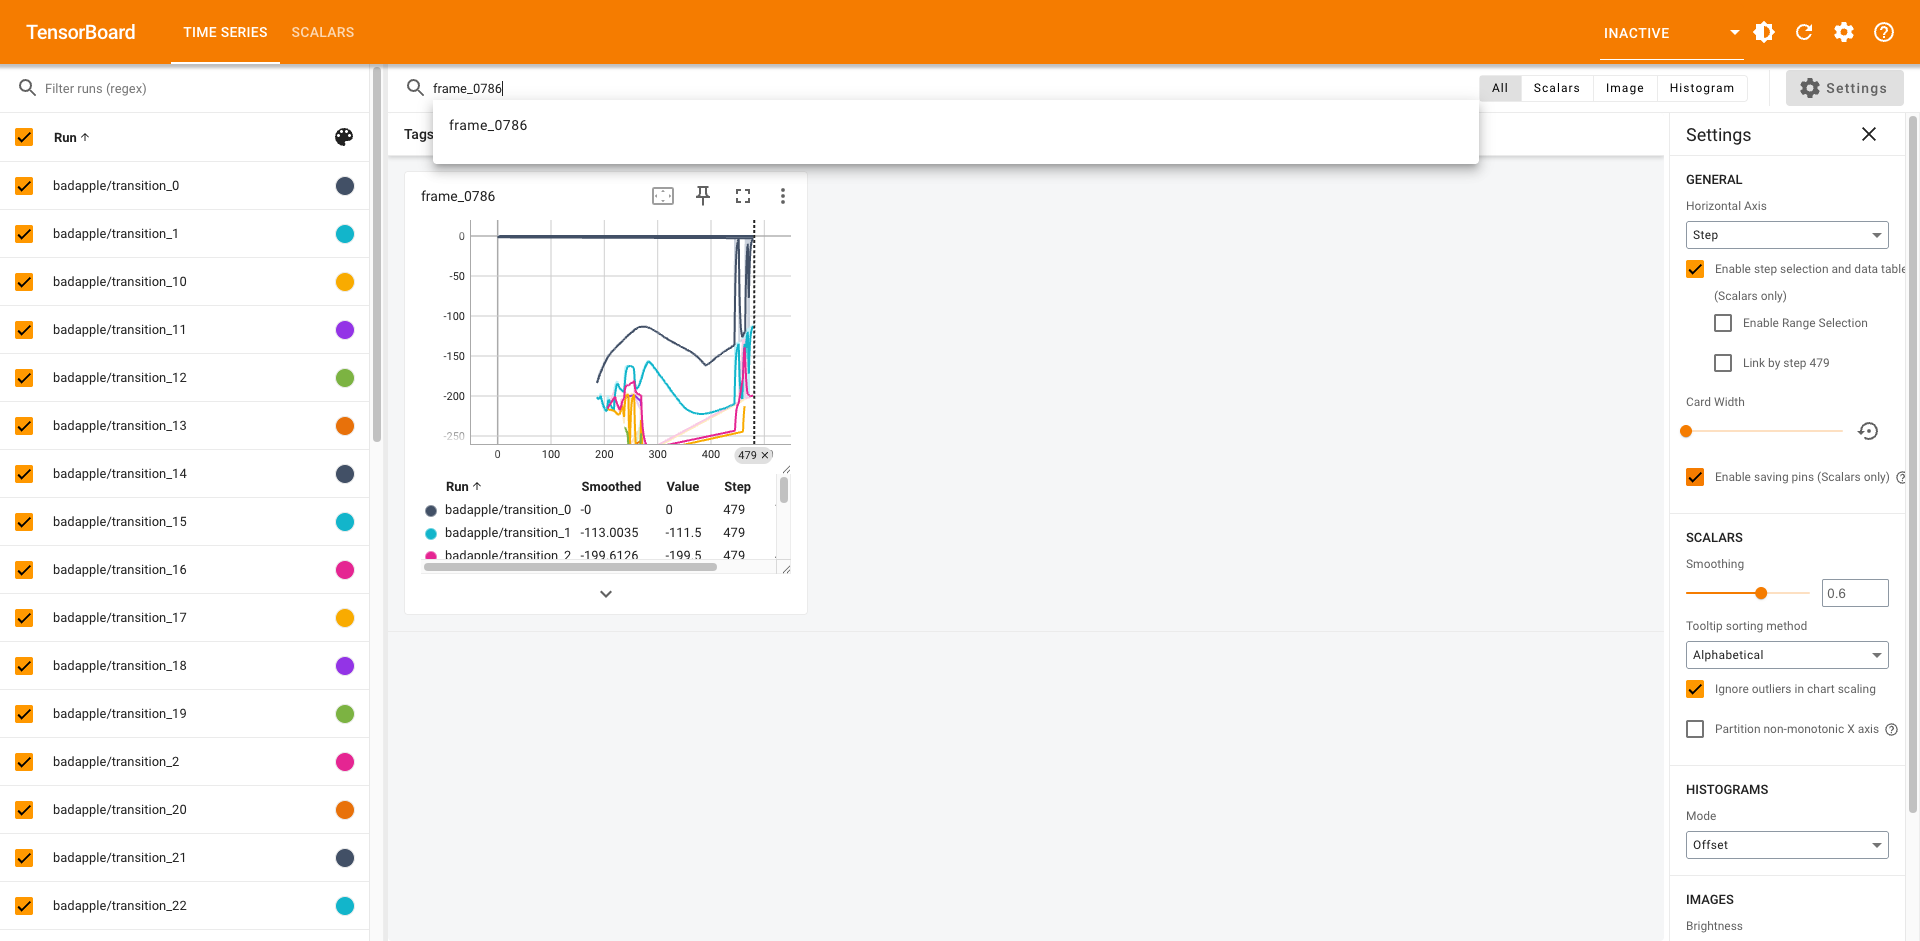 TensorBoard
TIME SERIES
SCALARS
INACTIVE
Filter runs (regex)
Run
badapple/transition_0
badapple/transition_1
badapple/transition_10
badapple/transition_11
badapple/transition_12
badapple/transition_13
badapple/transition_14
badapple/transition_15
badapple/transition_16
badapple/transition_17
badapple/transition_18
badapple/transition_19
badapple/transition_2
badapple/transition_20
badapple/transition_21
badapple/transition_22
frame_0786
All Scalars Image Histogram
Settings
frame_0786
Tags
frame_0786
0
-50
-100
-150
-200
-250
0 100 200 300 400 479
Run Smoothed Value Step
badapple/transition_0 -0 0 479
badapple/transition_1 -113.0035 -111.5 479
badapple/transition_2 -199.6126 -199.5 479
Settings
GENERAL
Horizontal Axis
Step
Enable step selection and data table
(Scalars only)
Enable Range Selection
Link by step 479
Card Width
Enable saving pins (Scalars only)
SCALARS
Smoothing
0.6
Tooltip sorting method
Alphabetical
Ignore outliers in chart scaling
Partition non-monotonic X axis
HISTOGRAMS
Mode
Offset
IMAGES
Brightness